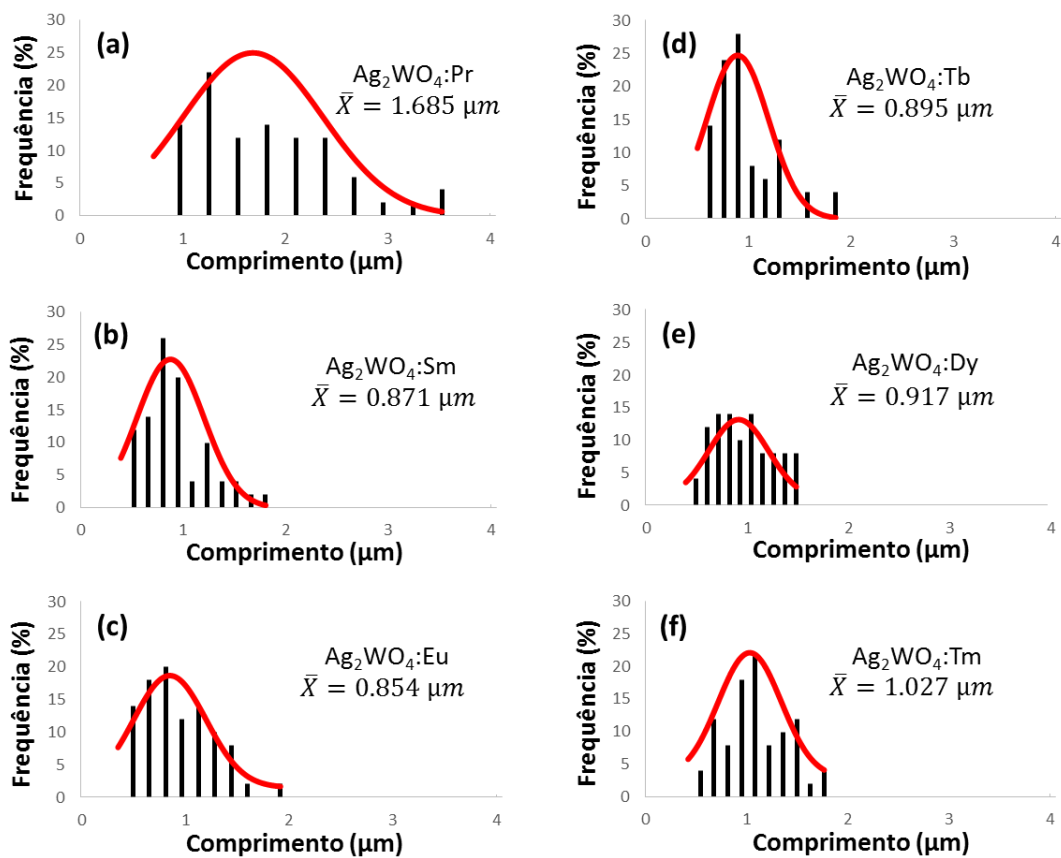 (a)
Ag₂WO₄:Pr
X̄ = 1.685 µm
Frequência (%)
30
25
20
15
10
5
0
0 1 2 3 4
Comprimento (µm)
(d)
Ag₂WO₄:Tb
X̄ = 0.895 µm
Frequência (%)
30
25
20
15
10
5
0
0 1 2 3 4
Comprimento (µm)
(b)
Ag₂WO₄:Sm
X̄ = 0.871 µm
Frequência (%)
30
25
20
15
10
5
0
0 1 2 3 4
Comprimento (µm)
(e)
Ag₂WO₄:Dy
X̄ = 0.917 µm
Frequência (%)
30
25
20
15
10
5
0
0 1 2 3 4
Comprimento (µm)
(c)
Ag₂WO₄:Eu
X̄ = 0.854 µm
Frequência (%)
30
25
20
15
10
5
0
0 1 2 3 4
Comprimento (µm)
(f)
Ag₂WO₄:Tm
X̄ = 1.027 µm
Frequência (%)
30
25
20
15
10
5
0
0 1 2 3 4
Comprimento (µm)